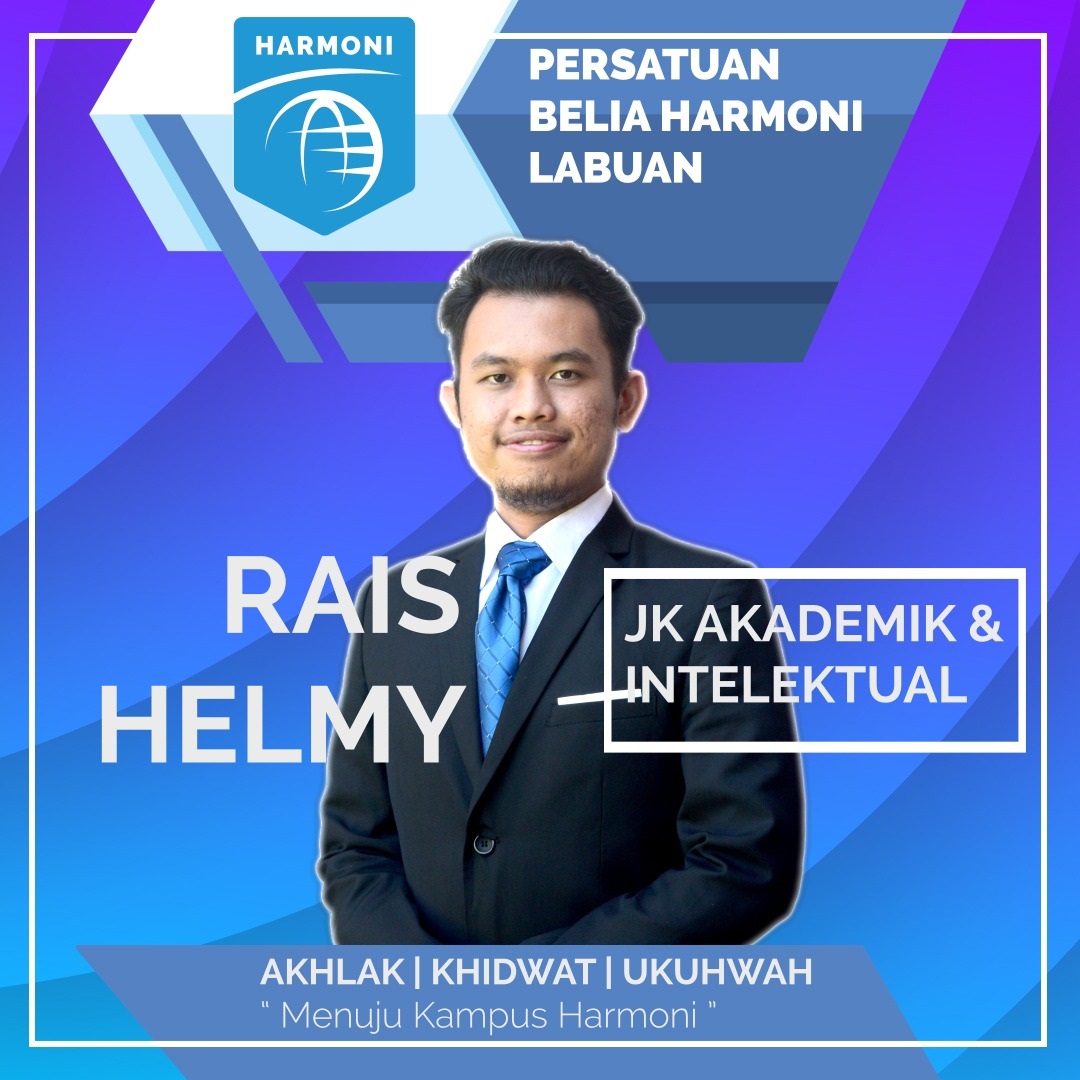 HARMONI
PERSATUAN
BELIA HARMONI
LABUAN
RAIS
HELMY
JK AKADEMIK &
INTELEKTUAL
AKHLAK | KHIDWAT | UKUHWAH
“ Menuju Kampus Harmoni ”